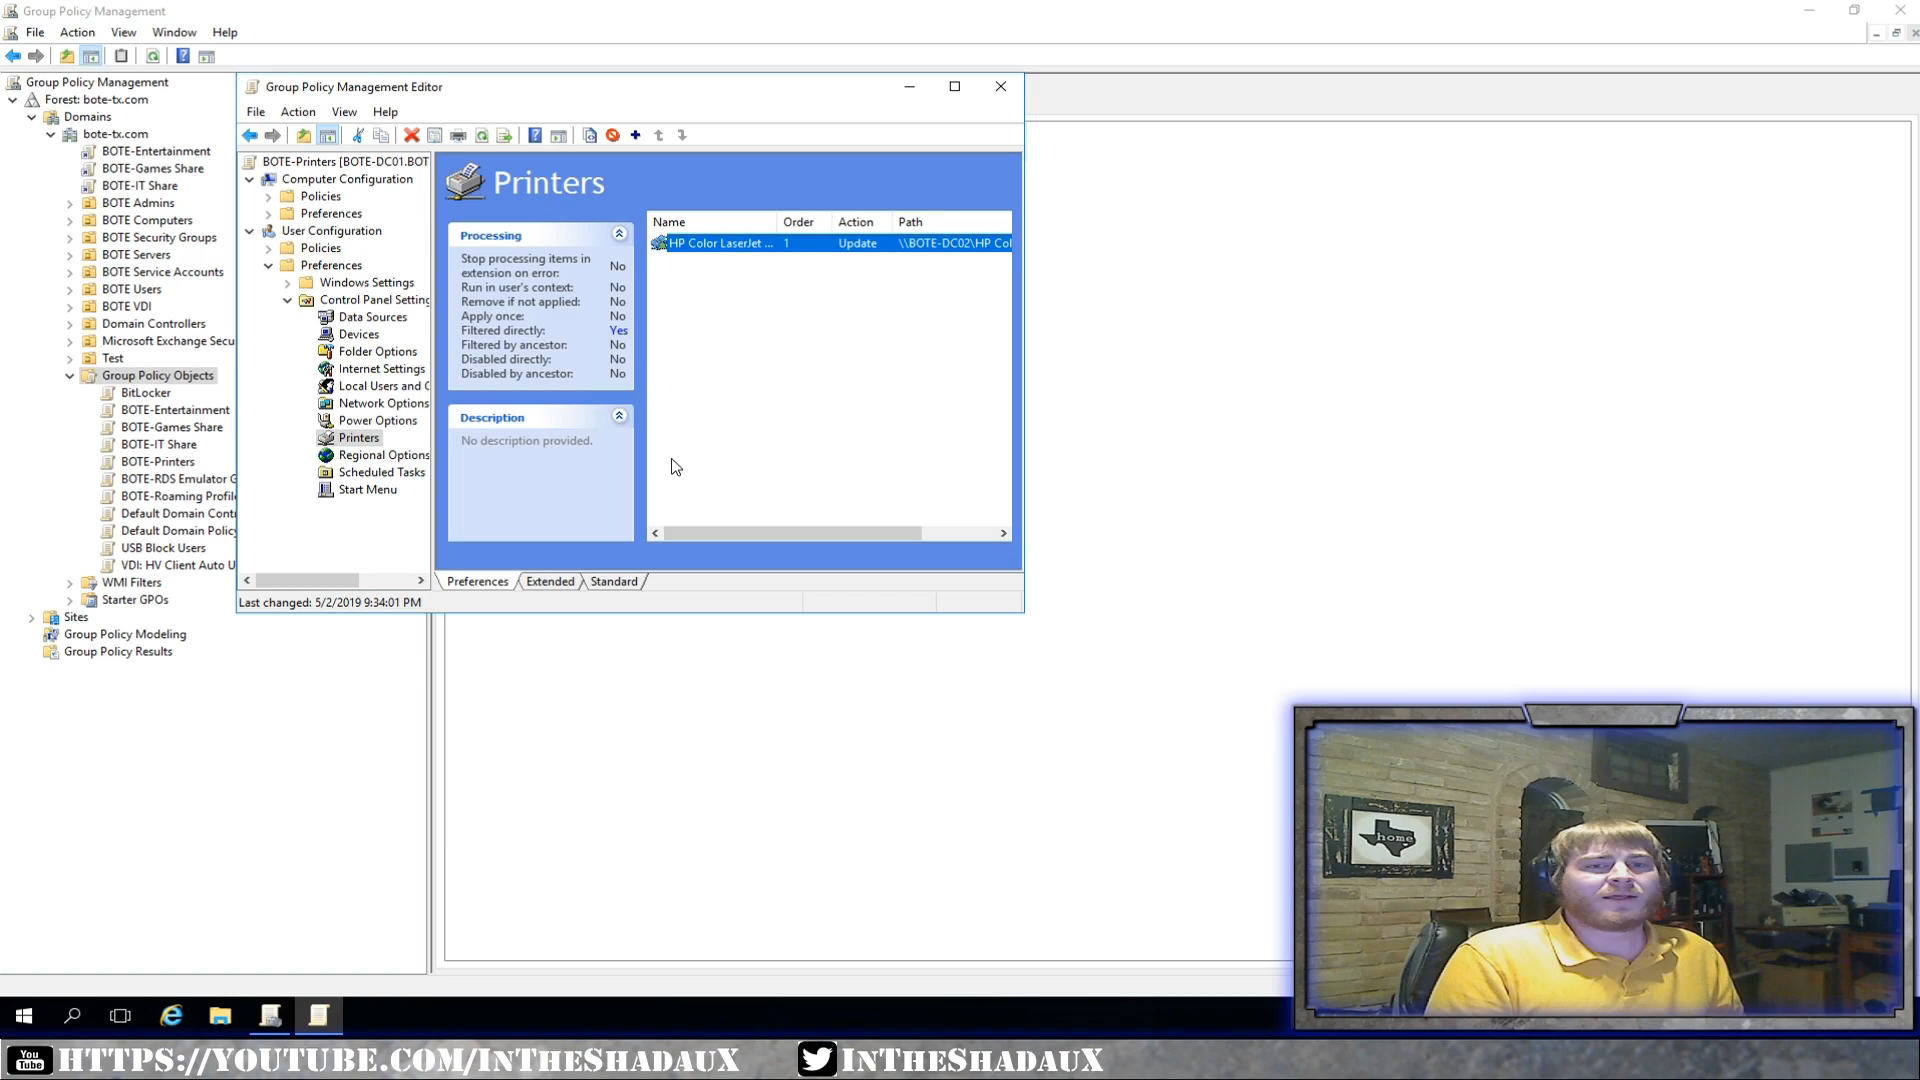 Group Policy Management
File Action View Window Help
Group Policy Management
Forest: bote-tx.com
Domains
bote-tx.com
BOTE-Entertainment
BOTE-Games Share
BOTE-IT Share
BOTE Admins
BOTE Computers
BOTE Security Groups
BOTE Servers
BOTE Service Accounts
BOTE Users
BOTE VDI
Domain Controllers
Microsoft Exchange Secu
Test
Group Policy Objects
BitLocker
BOTE-Entertainment
BOTE-Games Share
BOTE-IT Share
BOTE-Printers
BOTE-RDS Emulator G
BOTE-Roaming Profile
Default Domain Cont
Default Domain Policy
USB Block Users
VDI: HV Client Auto U
WMI Filters
Starter GPOs
Sites
Group Policy Modeling
Group Policy Results
Group Policy Management Editor
File Action View Help
BOTE-Printers [BOTE-DC01.BOT
Computer Configuration
Policies
Preferences
User Configuration
Policies
Preferences
Windows Settings
Control Panel Setting
Data Sources
Devices
Folder Options
Internet Settings
Local Users and G
Network Options
Power Options
Printers
Regional Options
Scheduled Tasks
Start Menu
Printers
Processing
Stop processing items in extension on error: No
Run in user's context: No
Remove if not applied: No
Apply once: No
Filtered directly: Yes
Filtered by ancestor: No
Disabled directly: No
Disabled by ancestor: No
Description
No description provided.
Name Order Action Path
HP Color LaserJet ... 1 Update \\BOTE-DC02\HP Col
Preferences Extended Standard
Last changed: 5/2/2019 9:34:01 PM
home
You Tube HTTPS://YOUTUBE.COM/INTHESHADAUX INTHESHADAUX